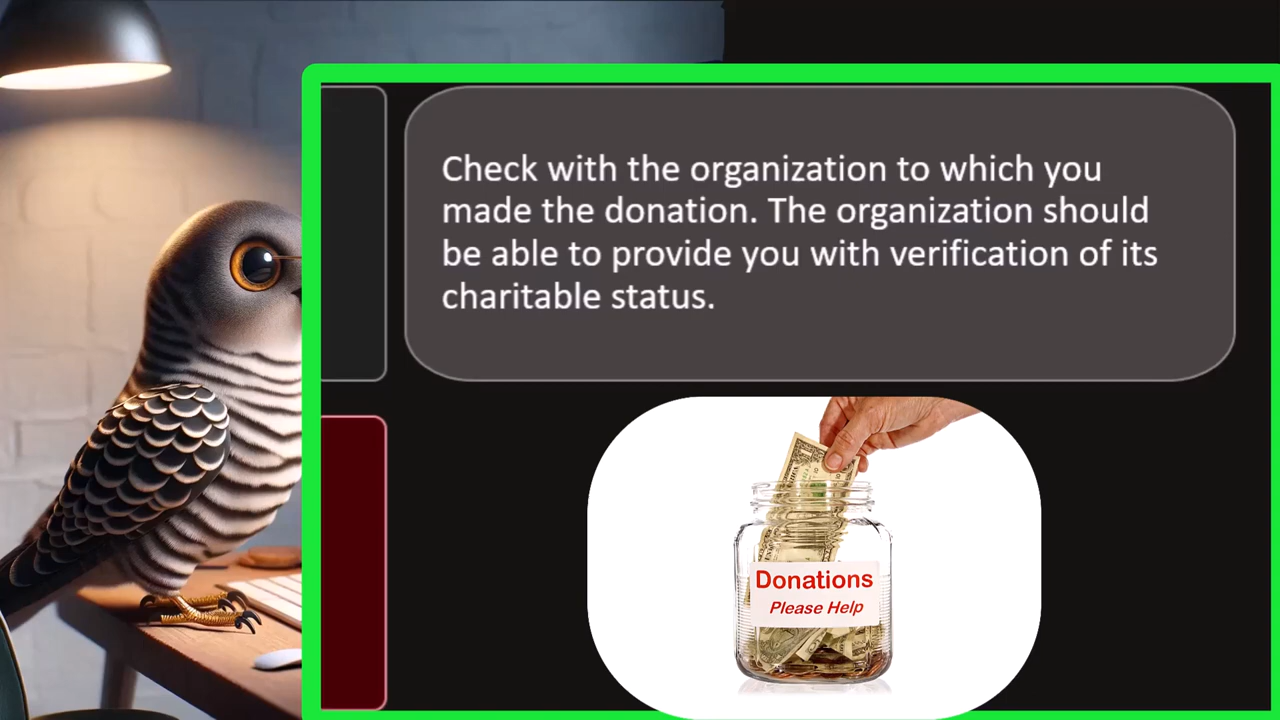 Check with the organization to which you
made the donation. The organization should
be able to provide you with verification of its
charitable status.
Donations
Please Help